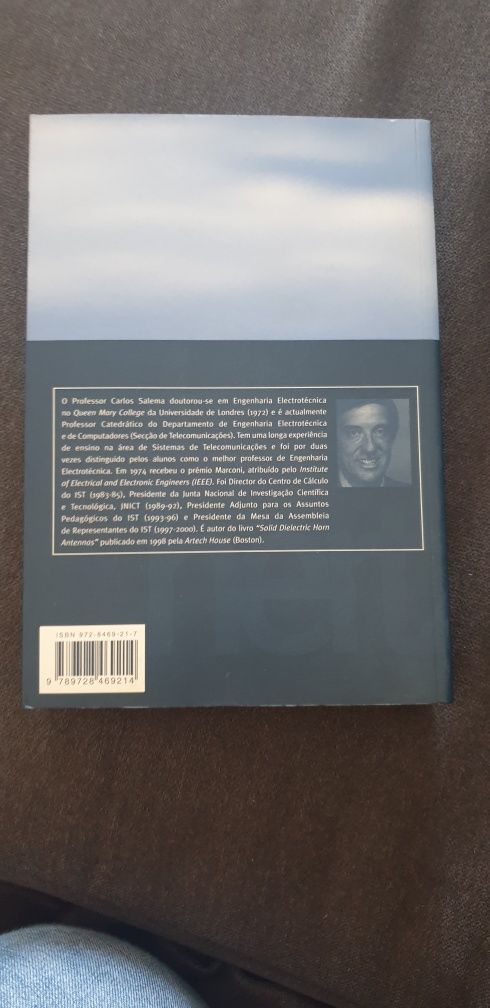 O Professor Carlos Salema doutorou-se em Engenharia Electrotécnica
no Queen Mary College da Universidade de Londres (1972) e é actualmente
Professor Catedrático do Departamento de Engenharia Electrotécnica
e de Computadores (Secção de Telecomunicações). Tem uma longa experiência
de ensino na área de Sistemas de Telecomunicações e foi por duas
vezes distinguido pelos alunos como o melhor professor de Engenharia
Electrotécnica. Em 1974 recebeu o prémio Marconi, atribuído pelo Institute
of Electrical and Electronic Engineers (IEEE). Foi Director do Centro de Cálculo
do IST (1983-85), Presidente da Junta Nacional de Investigação Científica
e Tecnológica, JNICT (1989-92), Presidente Adjunto para os Assuntos
Pedagógicos do IST (1993-96) e Presidente da Mesa da Assembleia
de Representantes do IST (1997-2000). É autor do livro "Solid Dielectric Horn
Antennas" publicado em 1998 pela Artech House (Boston).
ISBN 972-8469-21-7
9 789728 469214